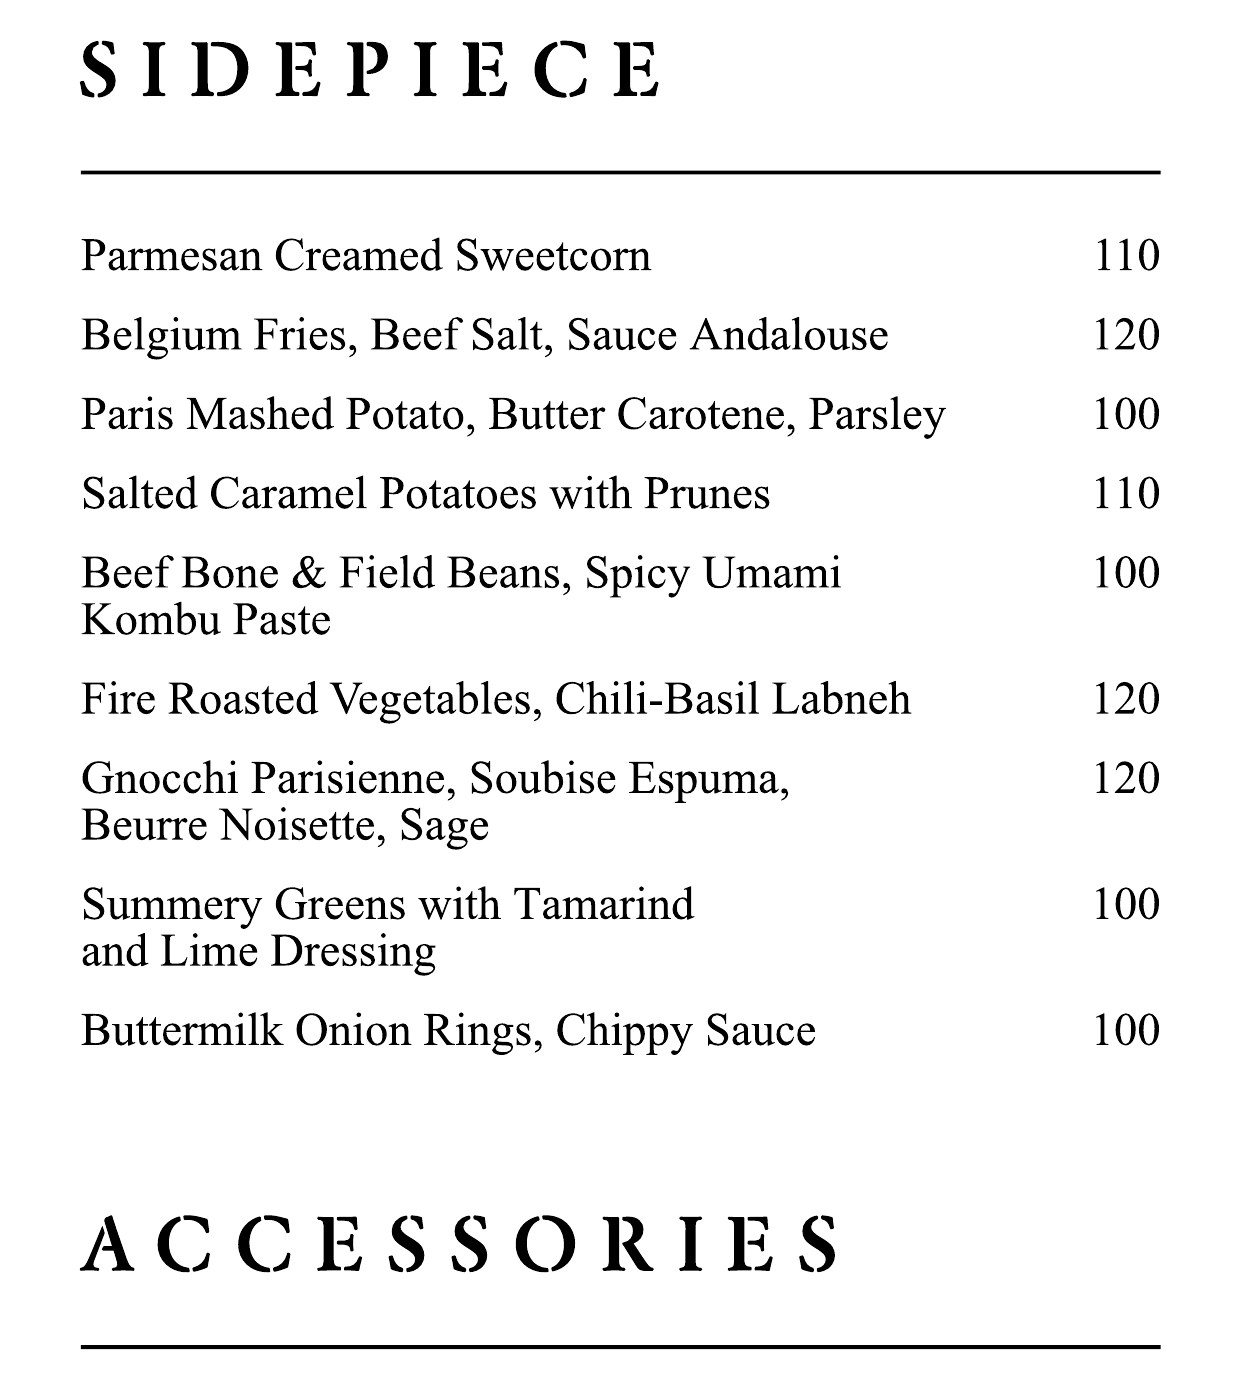 SIDEPIECE
Parmesan Creamed Sweetcorn 110
Belgium Fries, Beef Salt, Sauce Andalouse 120
Paris Mashed Potato, Butter Carotene, Parsley 100
Salted Caramel Potatoes with Prunes 110
Beef Bone & Field Beans, Spicy Umami 100
Kombu Paste
Fire Roasted Vegetables, Chili-Basil Labneh 120
Gnocchi Parisienne, Soubise Espuma, 120
Beurre Noisette, Sage
Summery Greens with Tamarind 100
and Lime Dressing
Buttermilk Onion Rings, Chippy Sauce 100
ACCESSORIES